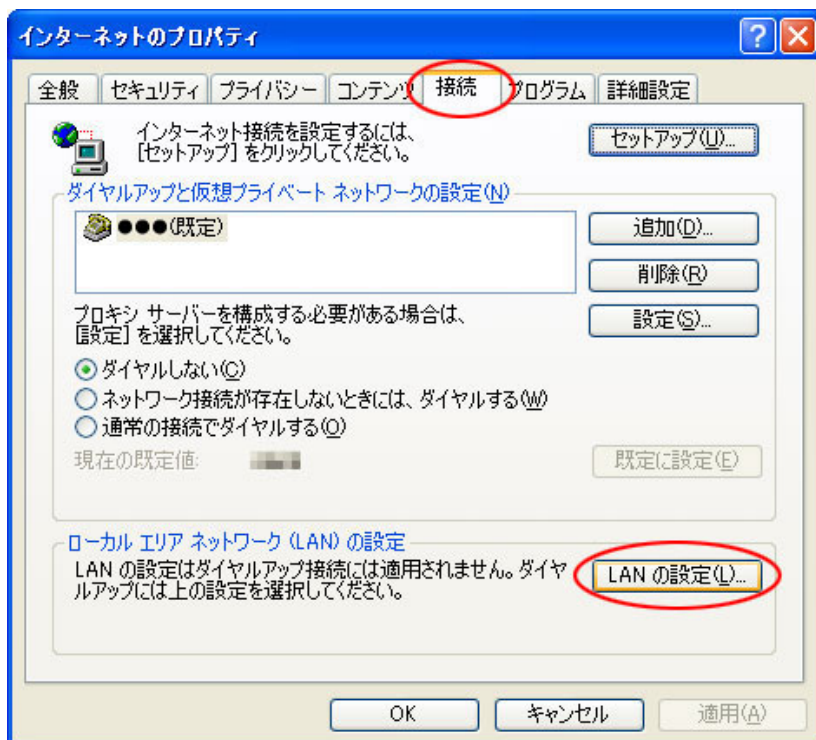 インターネットのプロパティ
全般 セキュリティ プライバシー コンテンツ 接続 プログラム 詳細設定
インターネット接続を設定するには、
[セットアップ] をクリックしてください。
セットアップ(U)...
ダイヤルアップと仮想プライベート ネットワークの設定(N)
●●●(既定)
追加(D)...
削除(R)
プロキシ サーバーを構成する必要がある場合は、
[設定] を選択してください。
設定(S)...
ダイヤルしない(C)
ネットワーク接続が存在しないときには、ダイヤルする(W)
通常の接続でダイヤルする(O)
現在の既定値:
既定に設定(E)
ローカル エリア ネットワーク (LAN) の設定
LAN の設定はダイヤルアップ接続には適用されません。ダイヤ
ルアップには上の設定を選択してください。
LAN の設定(L)...
OK キャンセル 適用(A)